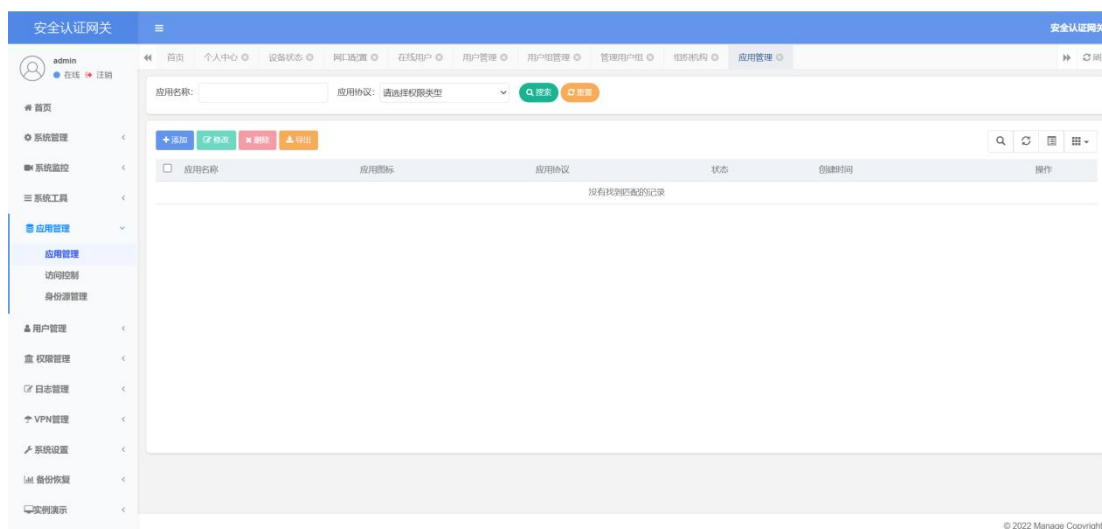 安全认证网关
安全认证网关
admin
在线 注销
首页 个人中心 设备状态 网口配置 在线用户 用户管理 用户组管理 管理用户组 组织机构 应用管理
应用名称: 应用协议: 请选择权限类型 搜索 重置
首页
系统管理
系统监控
系统工具
应用管理
应用管理
访问控制
身份源管理
用户管理
权限管理
日志管理
VPN管理
系统设置
备份恢复
实例演示
添加 修改 删除 导出
应用名称 应用图标 应用协议 状态 创建时间 操作
没有找到匹配的记录
© 2022 Manage Copyright